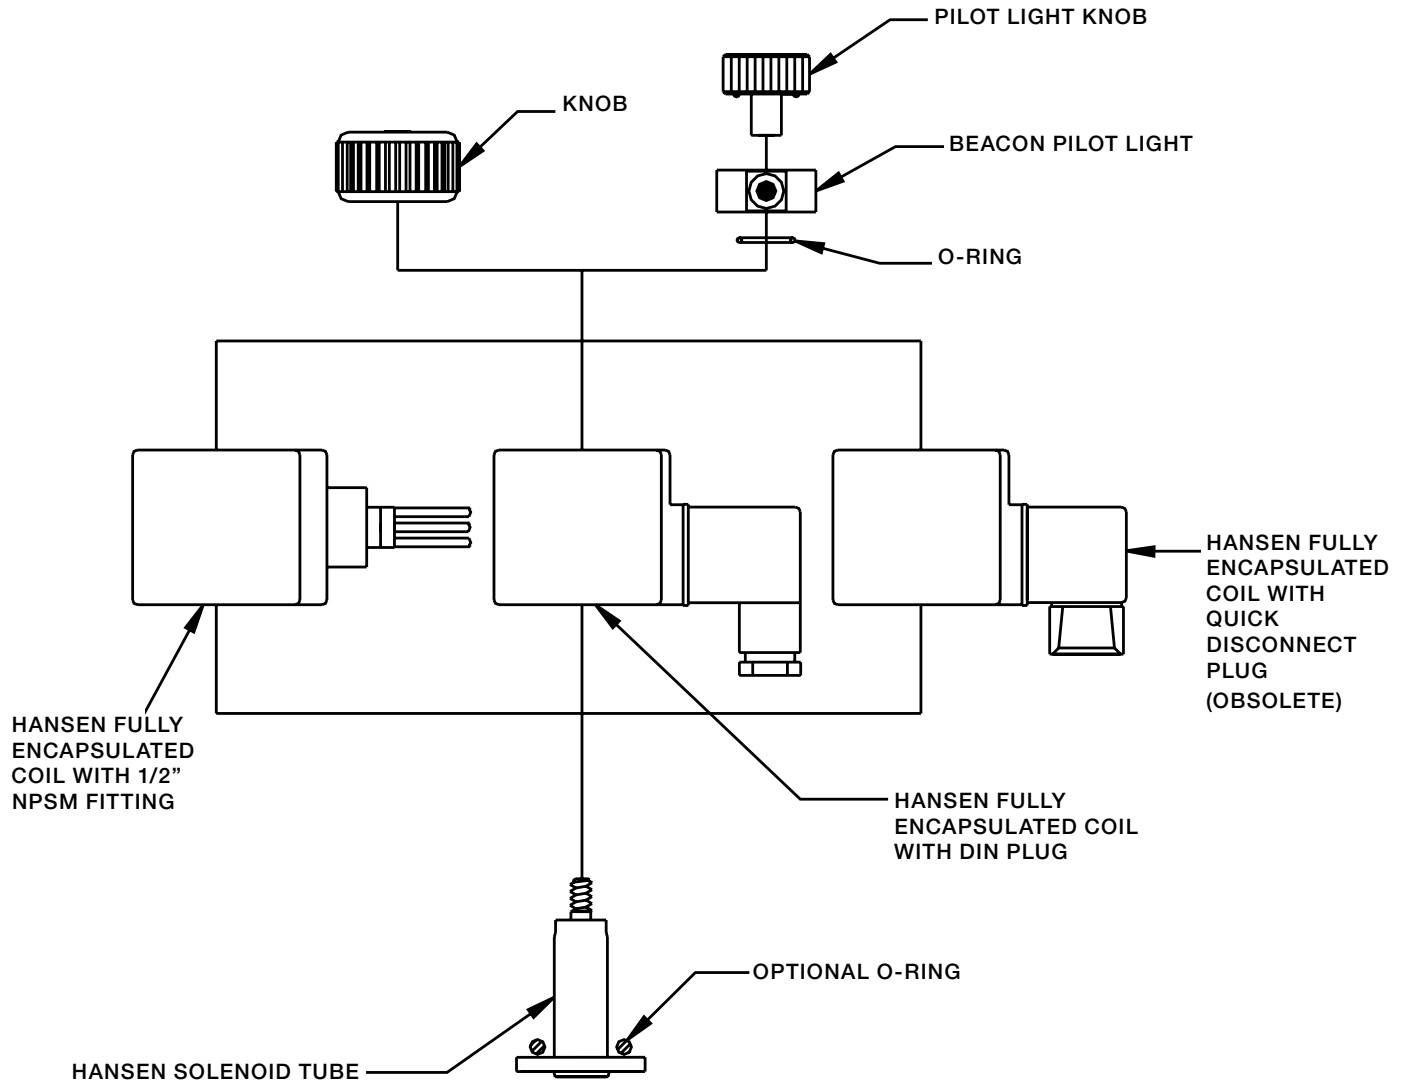 PILOT LIGHT KNOB
KNOB
BEACON PILOT LIGHT
O-RING
HANSEN FULLY
ENCAPSULATED
COIL WITH
QUICK
DISCONNECT
PLUG
(OBSOLETE)
HANSEN FULLY
ENCAPSULATED
COIL WITH 1/2”
NPSM FITTING
HANSEN FULLY
ENCAPSULATED COIL
WITH DIN PLUG
OPTIONAL O-RING
HANSEN SOLENOID TUBE